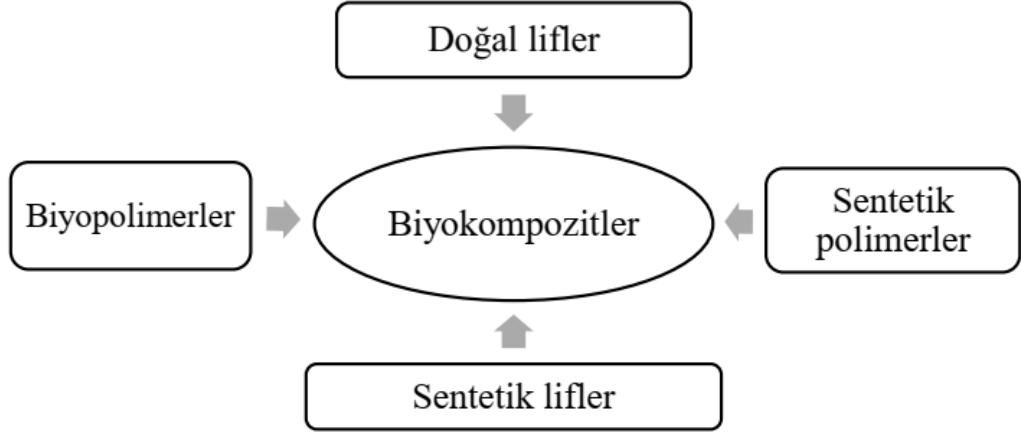 Doğal lifler
Biyopolimerler
Biyokompozitler
Sentetik
polimerler
Sentetik lifler